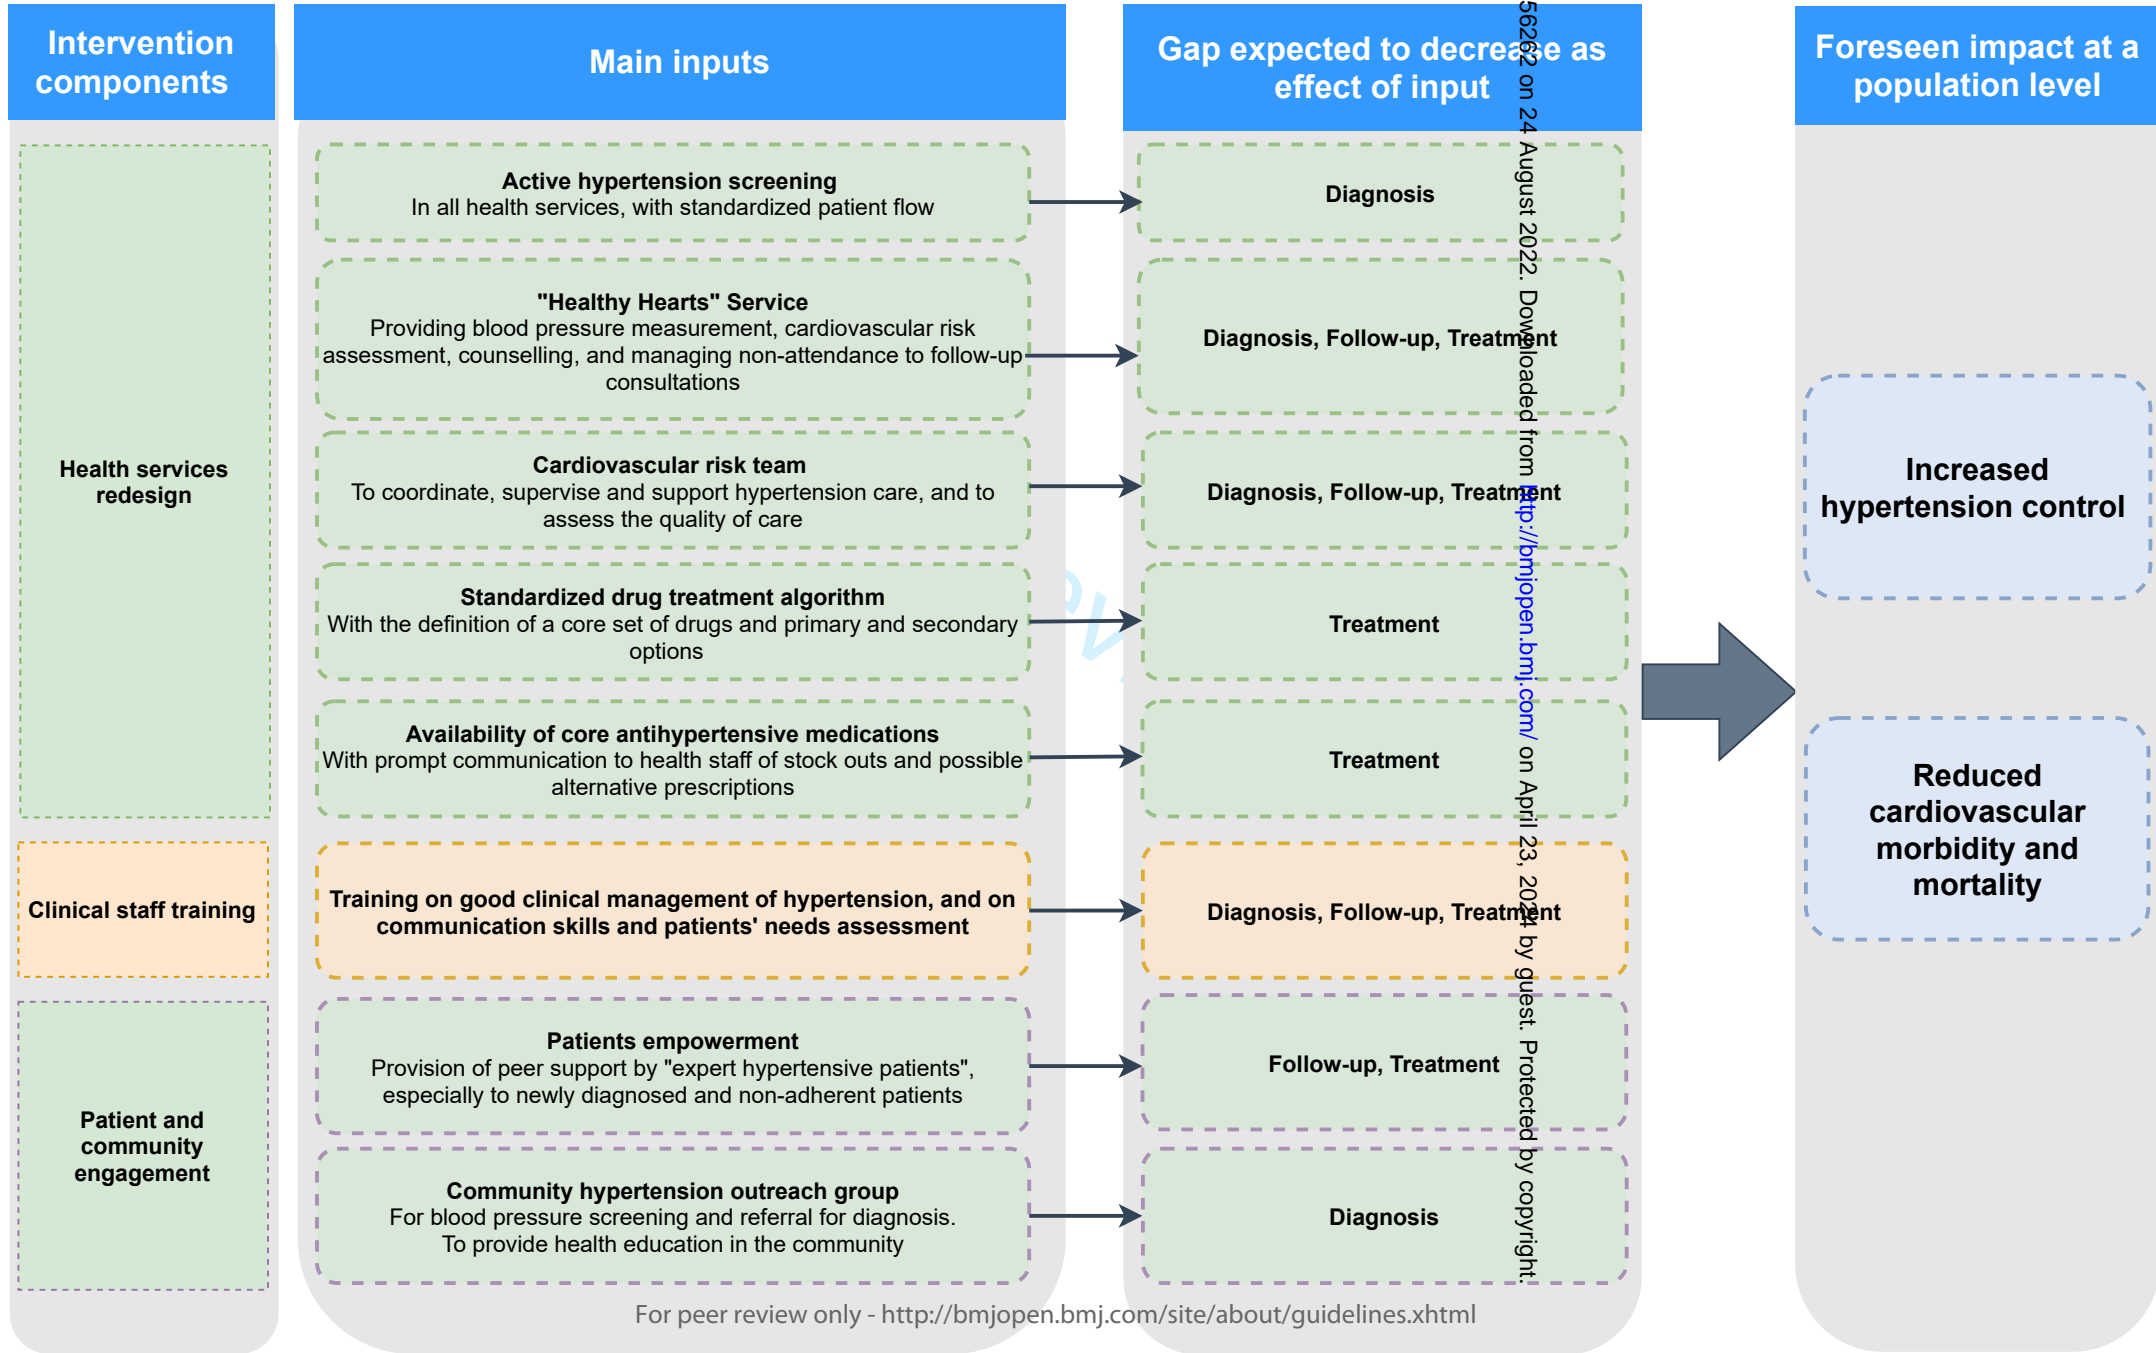 Intervention
components
Main inputs
Gap expected to decrease as
effect of input
Foreseen impact at a
population level
Health services
redesign
Active hypertension screening
In all health services, with standardized patient flow
Diagnosis
"Healthy Hearts" Service
Providing blood pressure measurement, cardiovascular risk
assessment, counselling, and managing non-attendance to follow-up
consultations
Diagnosis, Follow-up, Treatment
Cardiovascular risk team
To coordinate, supervise and support hypertension care, and to
assess the quality of care
Diagnosis, Follow-up, Treatment
Standardized drug treatment algorithm
With the definition of a core set of drugs and primary and secondary
options
Treatment
Availability of core antihypertensive medications
With prompt communication to health staff of stock outs and possible
alternative prescriptions
Treatment
Clinical staff training
Training on good clinical management of hypertension, and on
communication skills and patients' needs assessment
Diagnosis, Follow-up, Treatment
Patient and
community
engagement
Patients empowerment
Provision of peer support by "expert hypertensive patients",
especially to newly diagnosed and non-adherent patients
Follow-up, Treatment
Community hypertension outreach group
For blood pressure screening and referral for diagnosis.
To provide health education in the community
Diagnosis
Increased
hypertension control
Reduced
cardiovascular
morbidity and
mortality
56262 on 24 August 2022. Downloaded from http://bmjopen.bmj.com/ on April 23, 2024 by guest. Protected by copyright.
For peer review only - http://bmjopen.bmj.com/site/about/guidelines.xhtml